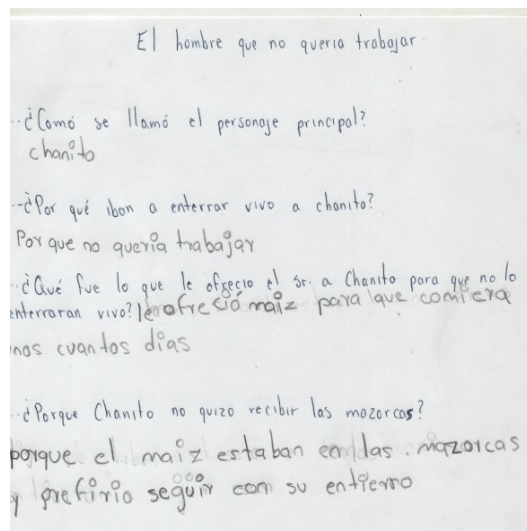 El hombre que no queria trabajar.
¿Comó se llamó el personaje principal?
chanito
¿Por qué iban a enterrar vivo a chanito?
Por que no queria trabajar
¿Qué fue lo que le ofrecio el sr. a Chanito para que no lo
enterraran vivo? le ofreció maiz para que comiera
nos cuantos dias
¿Porque Chanito no quizo recibir las mazorcas?
porque el maiz estaban en las mazorcas
y prefirio seguir con su entierro